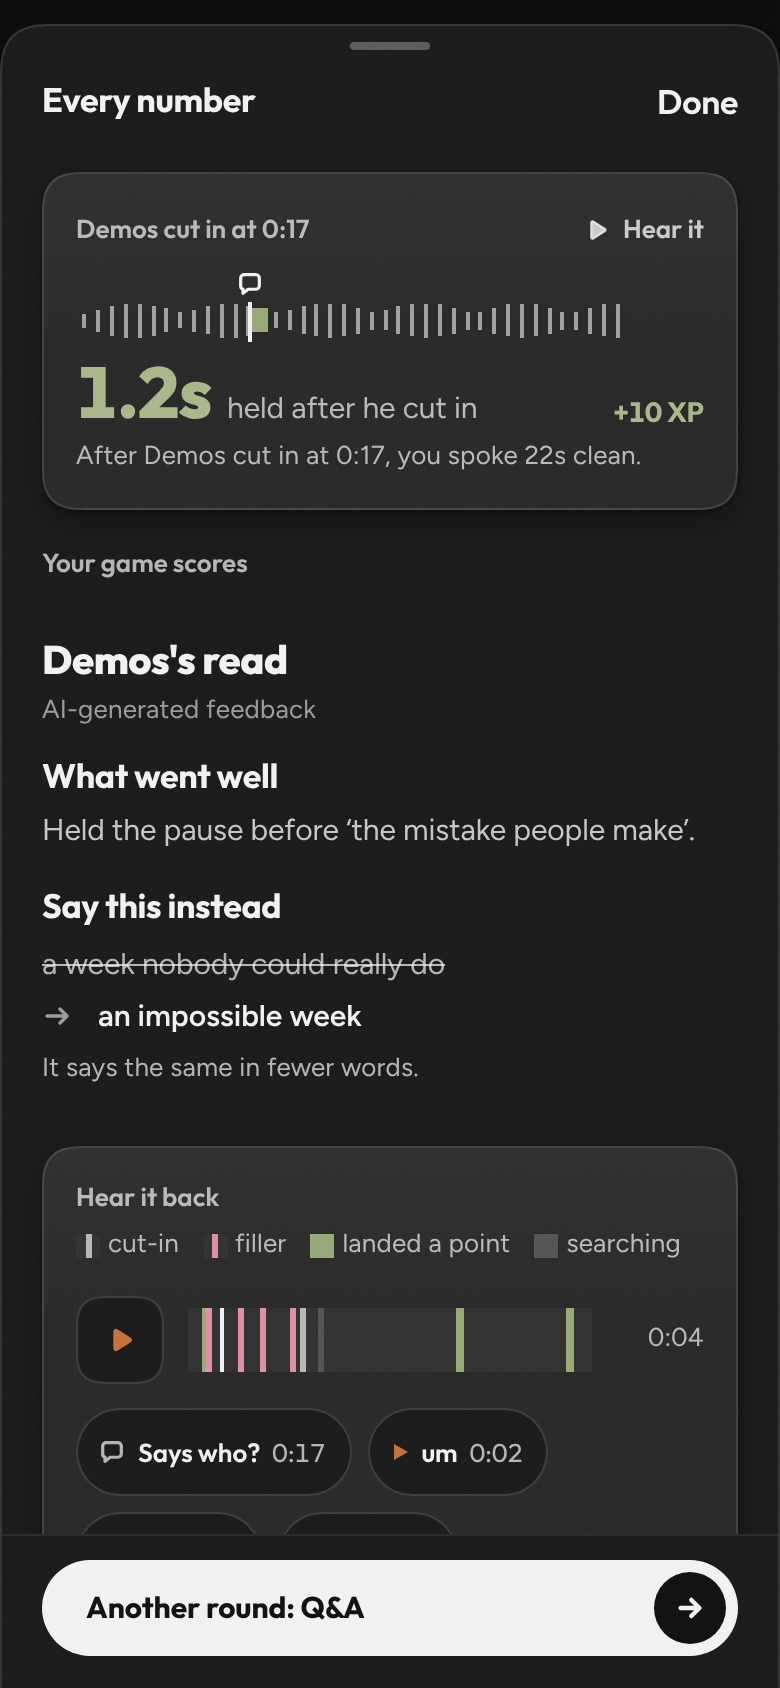 Every number
Done
Demos cut in at 0:17
Hear it
1.2s held after he cut in
+10 XP
After Demos cut in at 0:17, you spoke 22s clean.
Your game scores
Demos's read
AI-generated feedback
What went well
Held the pause before ‘the mistake people make’.
Say this instead
a week nobody could really do
→ an impossible week
It says the same in fewer words.
Hear it back
cut-in filler landed a point searching
0:04
Says who? 0:17
um 0:02
Another round: Q&A